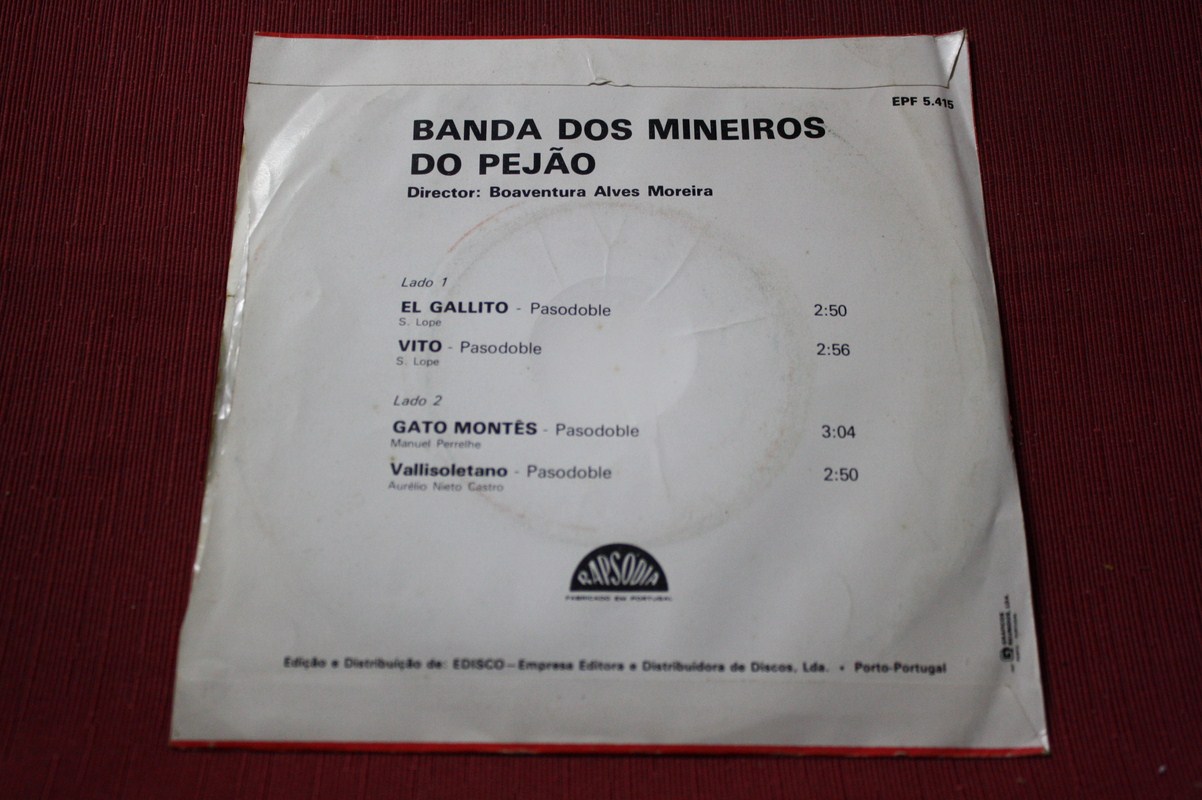 EPF 5.415
BANDA DOS MINEIROS
DO PEJÃO
Director: Boaventura Alves Moreira
Lado 1
EL GALLITO - Pasodoble 2:50
S. Lope
VITO - Pasodoble 2:56
S. Lope
Lado 2
GATO MONTÊS - Pasodoble 3:04
Manuel Perrelhe
Vallisoletano - Pasodoble 2:50
Aurélio Nieto Castro
RAPSÓDIA
FABRICADO EM PORTUGAL
Edição e Distribuição de: EDISCO — Empresa Editora e Distribuidora de Discos, Lda. • Porto-Portugal